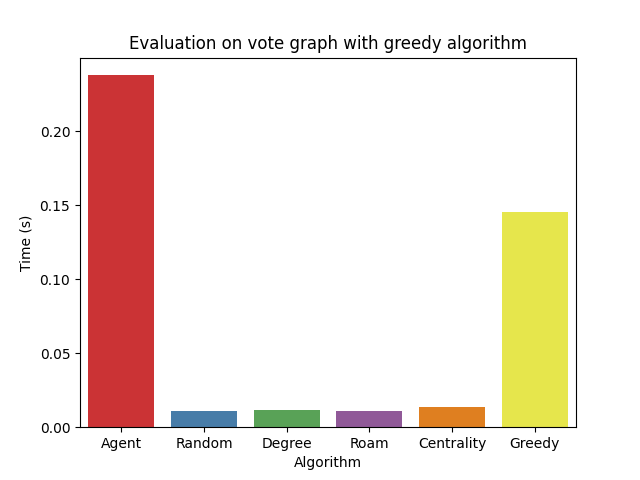 Evaluation on vote graph with greedy algorithm
0.20
0.15
0.10
0.05
0.00
Time (s)
Agent Random Degree Roam Centrality Greedy
Algorithm